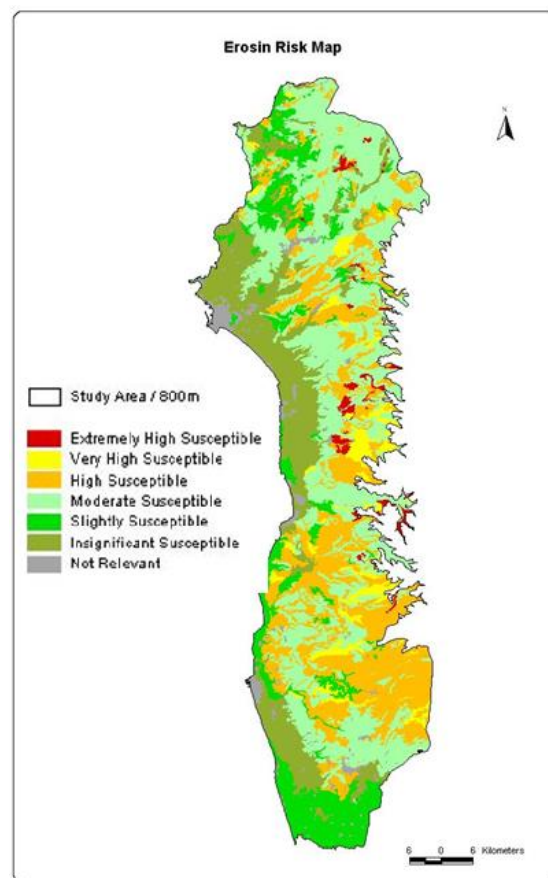 Erosin Risk Map
N
Study Area / 800m
Extremely High Susceptible
Very High Susceptible
High Susceptible
Moderate Susceptible
Slightly Susceptible
Insignificant Susceptible
Not Relevant
6 0 6 Kilometers